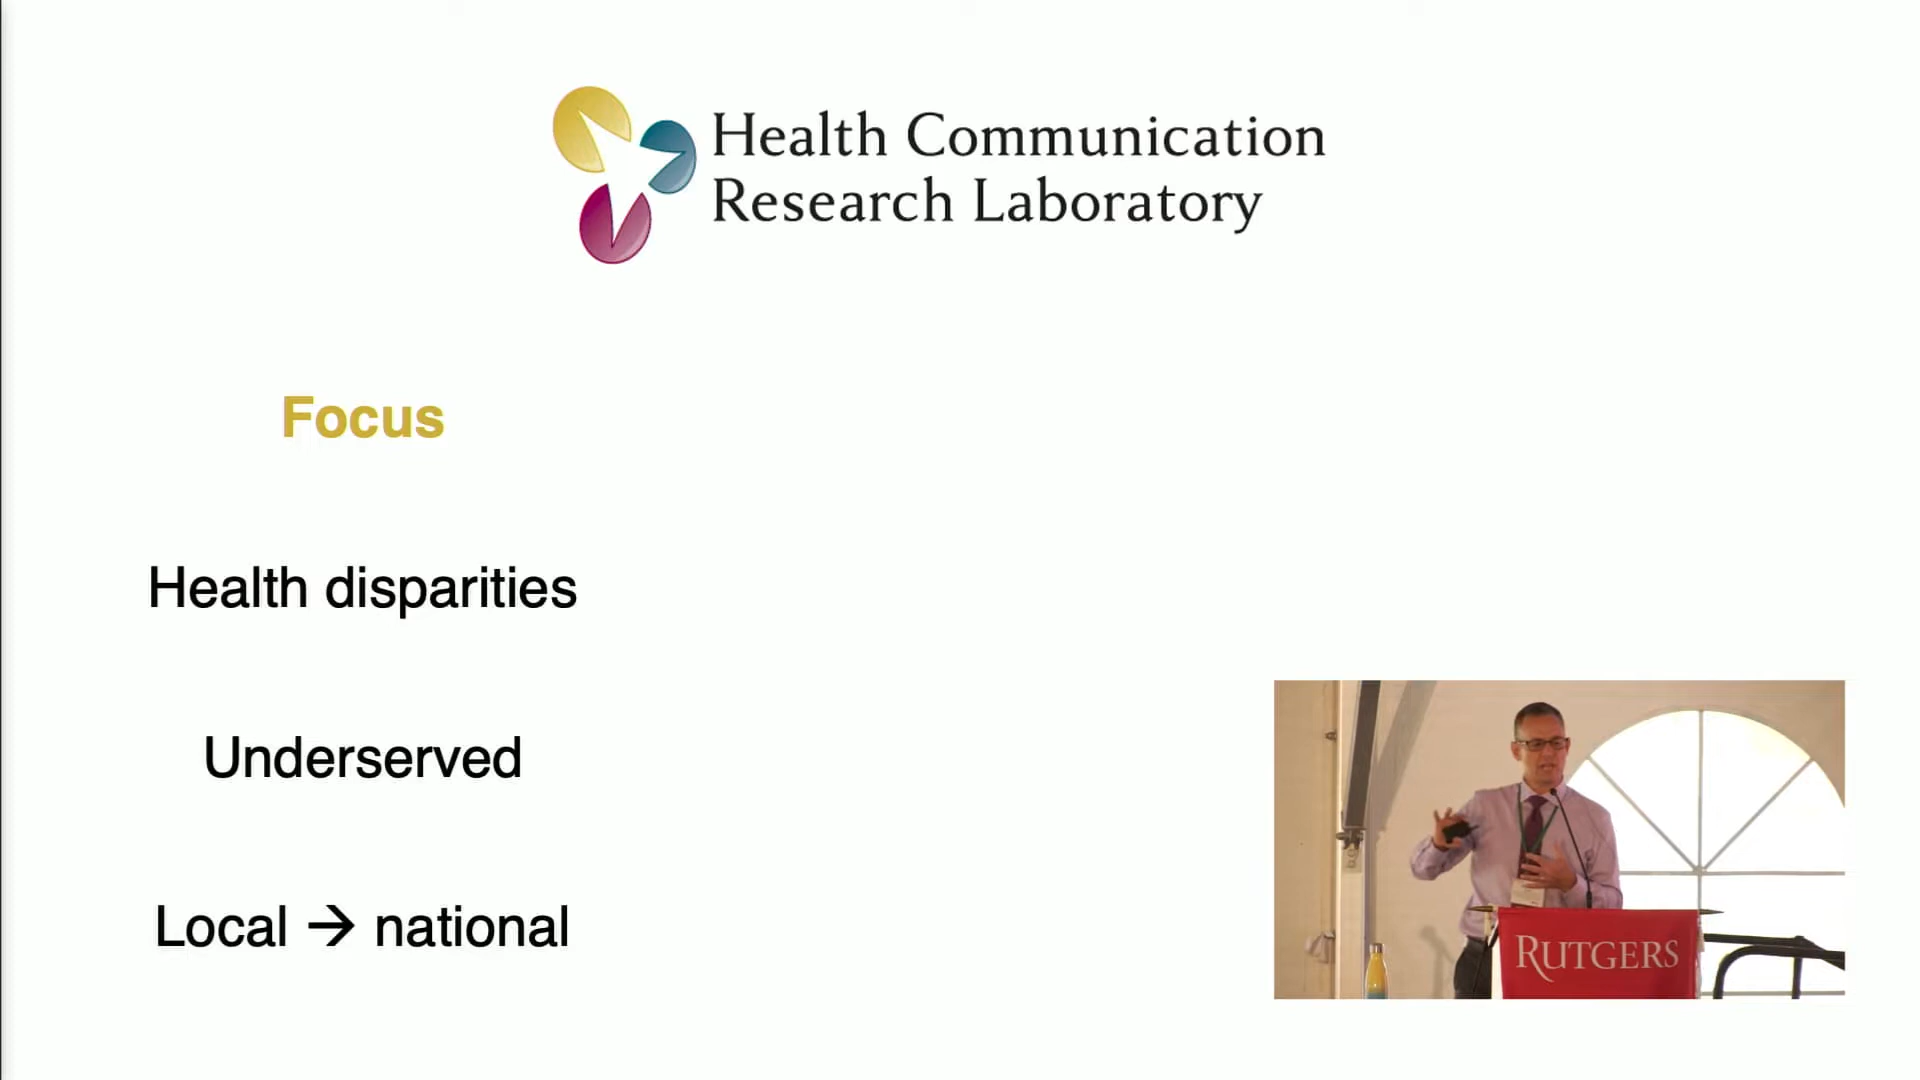 Health Communication
Research Laboratory
Focus
Health disparities
Underserved
Local → national
RUTGERS